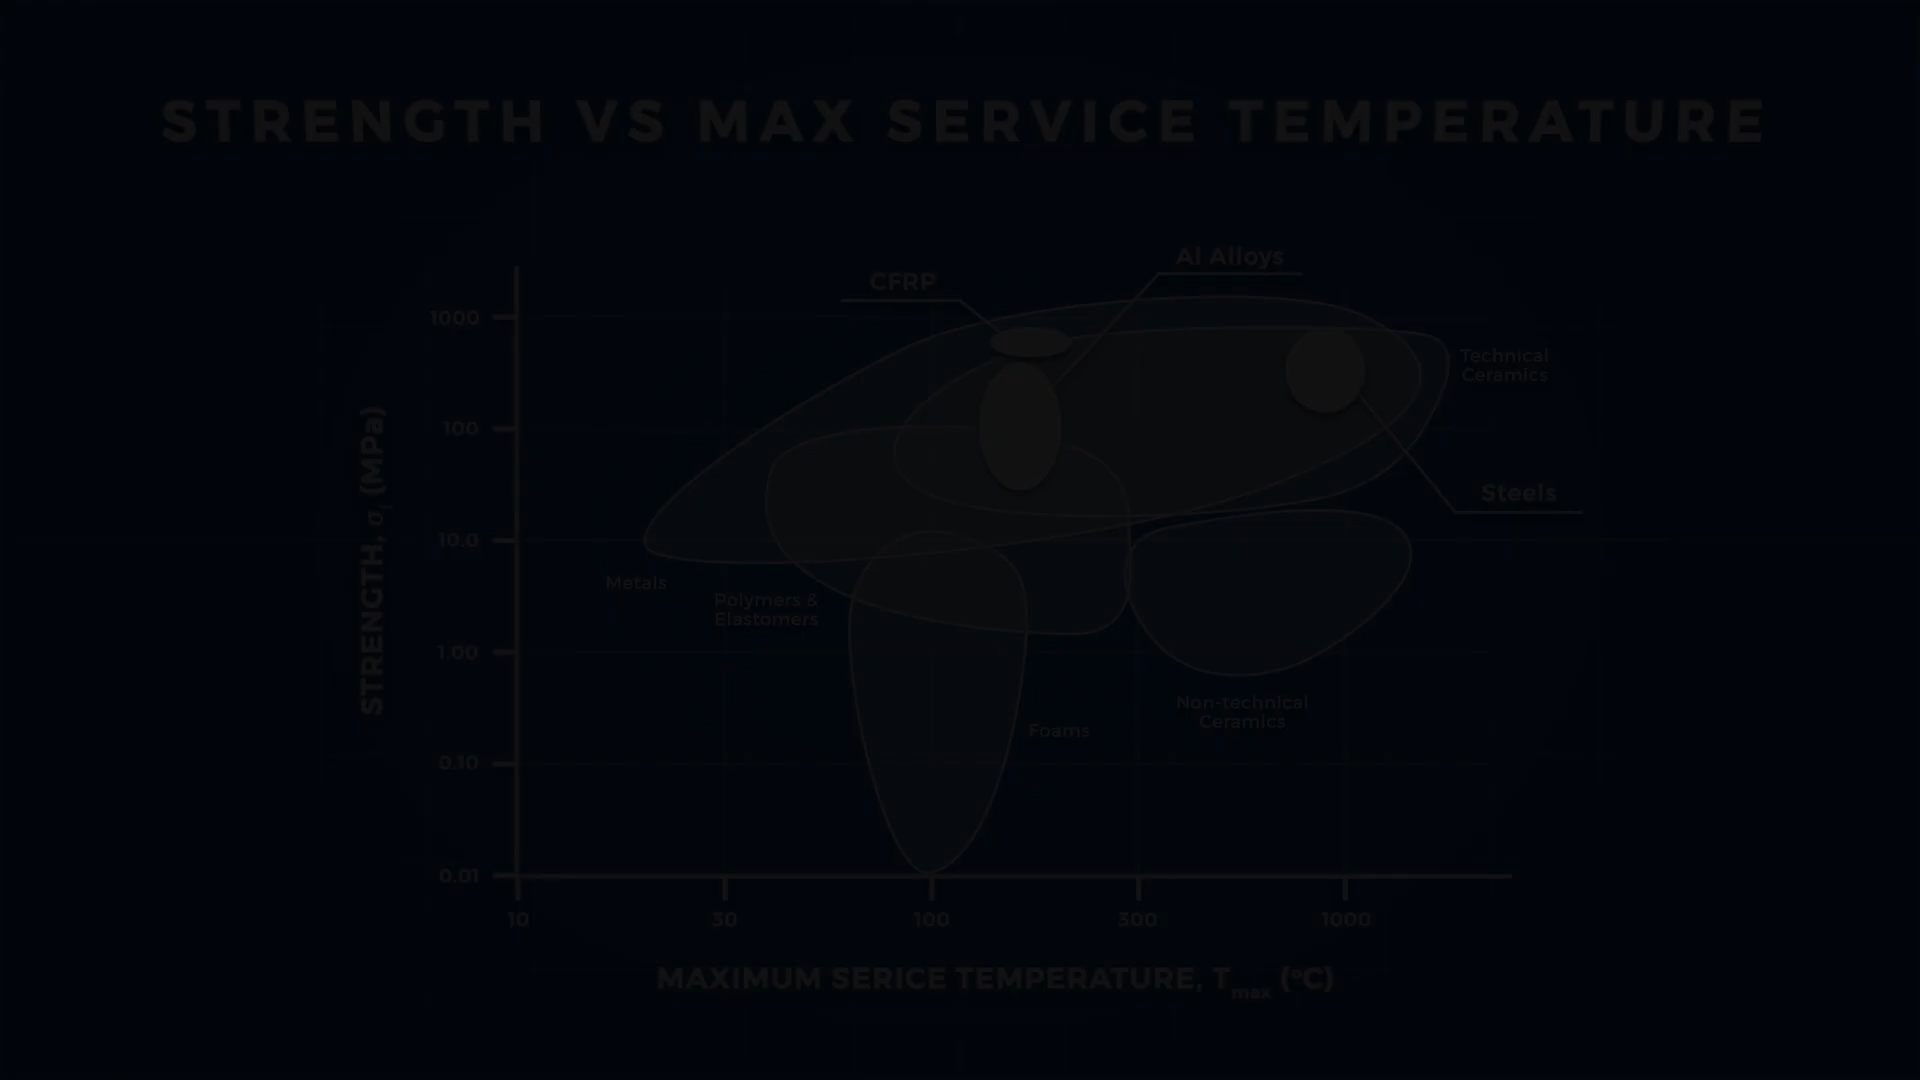 STRENGTH VS MAX SERVICE TEMPERATURE
Al Alloys
CFRP
1000
Technical
Ceramics
100
STRENGTH, σf (MPa)
Steels
10.0
Metals
Polymers &
Elastomers
1.00
Non-technical
Ceramics
Foams
0.10
0.01
10
30
100
300
1000
MAXIMUM SERICE TEMPERATURE, Tmax (°C)